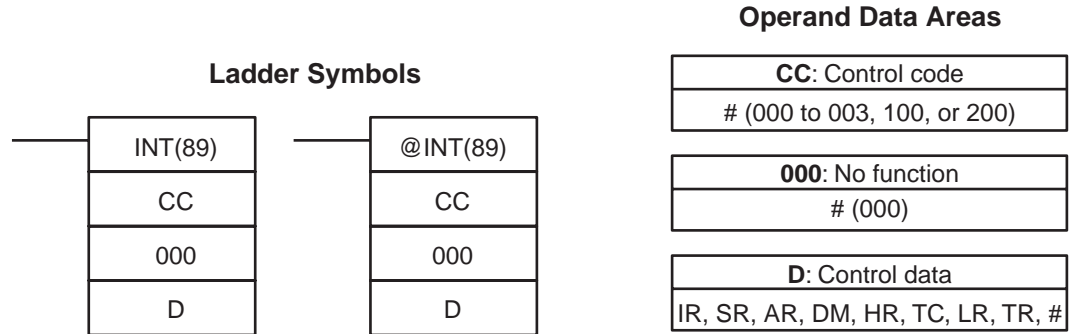 Ladder Symbols
INT(89)
CC
000
D
@INT(89)
CC
000
D
Operand Data Areas
CC: Control code
# (000 to 003, 100, or 200)
000: No function
# (000)
D: Control data
IR, SR, AR, DM, HR, TC, LR, TR, #